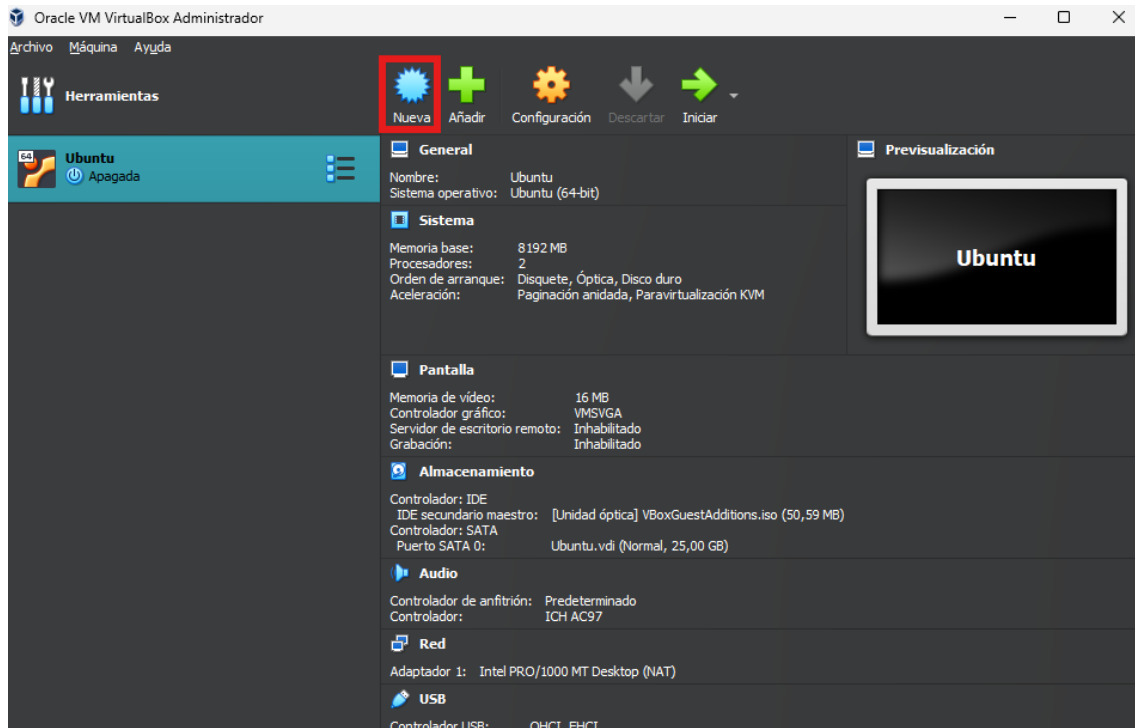 Oracle VM VirtualBox Administrador
Archivo Máquina Ayuda
Herramientas
Nueva Añadir Configuración Descartar Iniciar
64
Ubuntu
Apagada
General
Nombre: Ubuntu
Sistema operativo: Ubuntu (64-bit)
Previsualización
Ubuntu
Sistema
Memoria base: 8192 MB
Procesadores: 2
Orden de arranque: Disquete, Óptica, Disco duro
Aceleración: Paginación anidada, Paravirtualización KVM
Pantalla
Memoria de vídeo: 16 MB
Controlador gráfico: VMSVGA
Servidor de escritorio remoto: Inhabilitado
Grabación: Inhabilitado
Almacenamiento
Controlador: IDE
IDE secundario maestro: [Unidad óptica] VBoxGuestAdditions.iso (50,59 MB)
Controlador: SATA
Puerto SATA 0: Ubuntu.vdi (Normal, 25,00 GB)
Audio
Controlador de anfitrión: Predeterminado
Controlador: ICH AC97
Red
Adaptador 1: Intel PRO/1000 MT Desktop (NAT)
USB
Controlador USB: OHCI, EHCI